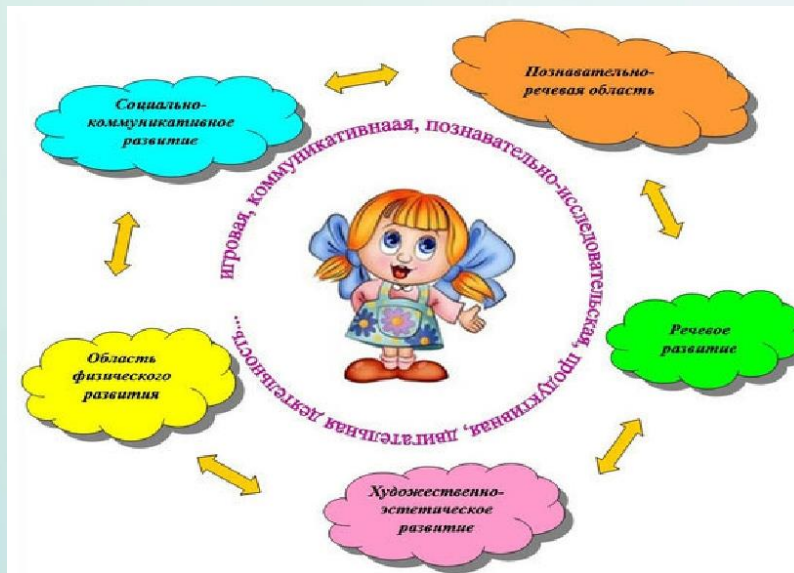 Социально-
коммуникативное
развитие
Познавательно-
речевая область
игровая, коммуникативнаая, познавательно-исследовательская, продуктивная, двигательная деятельность...
Речевое
развитие
Область
физического
развития
Художественно-
эстетическое
развитие